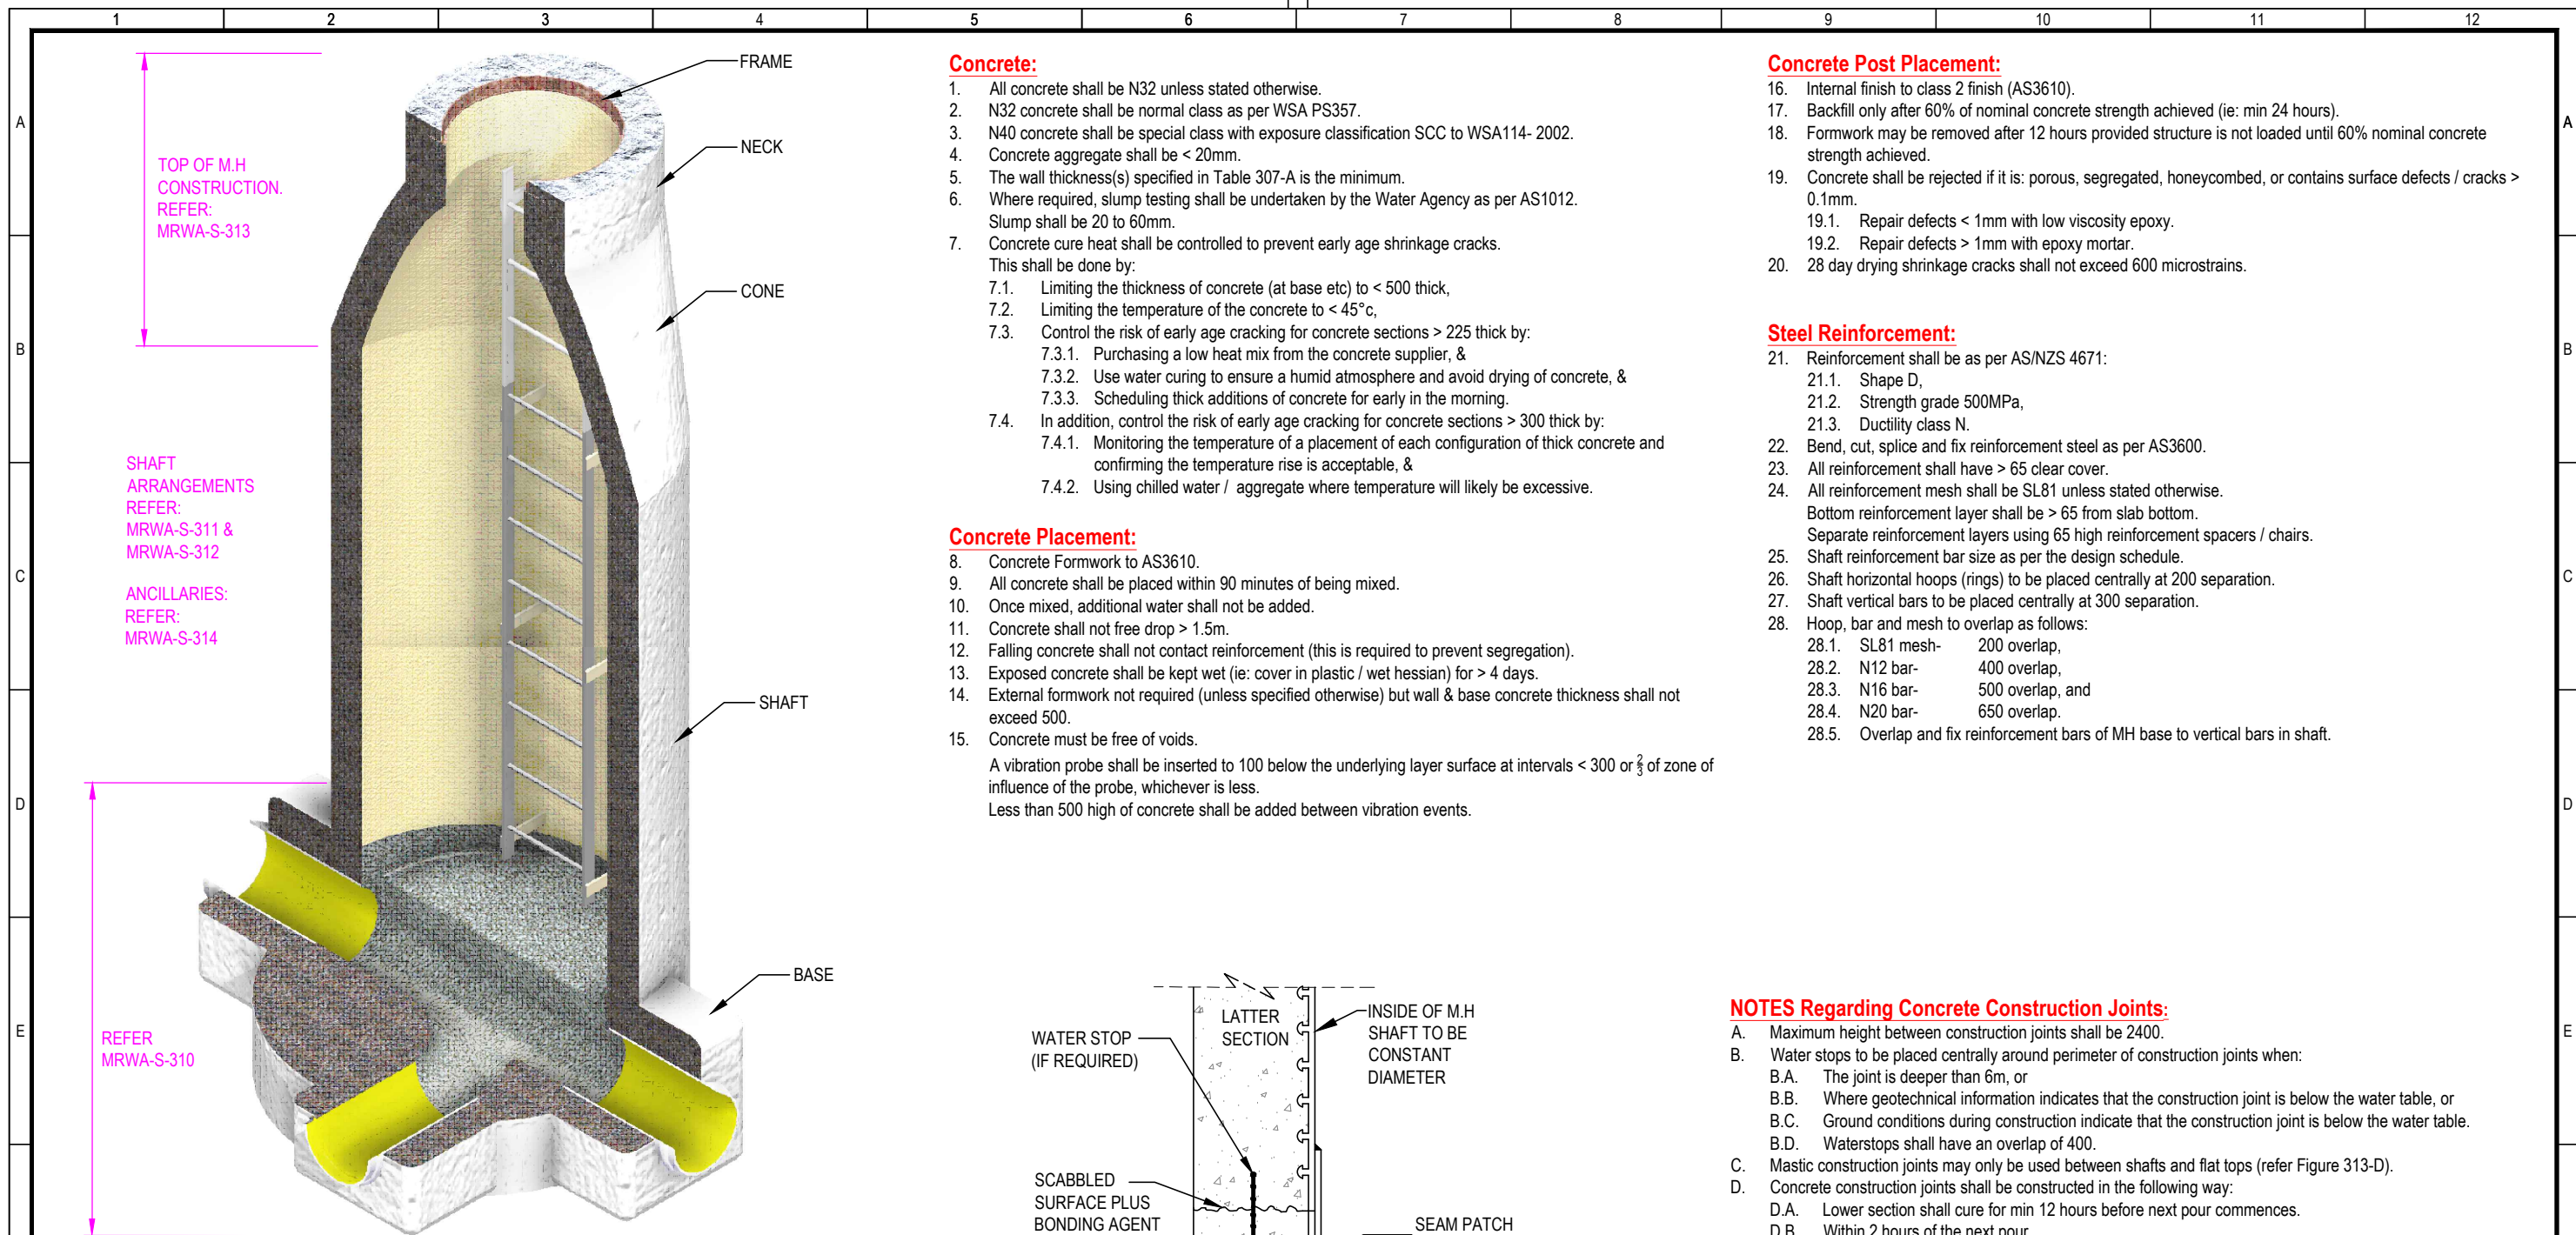 1 2 3 4 5 6 7 8 9 10 11 12
A
B
C
D
E
A
B
C
D
E
FRAME
NECK
CONE
SHAFT
BASE
TOP OF M.H
CONSTRUCTION.
REFER:
MRWA-S-313
SHAFT
ARRANGEMENTS
REFER:
MRWA-S-311 &
MRWA-S-312
ANCILLARIES:
REFER:
MRWA-S-314
REFER
MRWA-S-310
Concrete:
1. All concrete shall be N32 unless stated otherwise.
2. N32 concrete shall be normal class as per WSA PS357.
3. N40 concrete shall be special class with exposure classification SCC to WSA114- 2002.
4. Concrete aggregate shall be < 20mm.
5. The wall thickness(s) specified in Table 307-A is the minimum.
6. Where required, slump testing shall be undertaken by the Water Agency as per AS1012.
Slump shall be 20 to 60mm.
7. Concrete cure heat shall be controlled to prevent early age shrinkage cracks.
This shall be done by:
7.1. Limiting the thickness of concrete (at base etc) to < 500 thick,
7.2. Limiting the temperature of the concrete to < 45°c,
7.3. Control the risk of early age cracking for concrete sections > 225 thick by:
7.3.1. Purchasing a low heat mix from the concrete supplier, &
7.3.2. Use water curing to ensure a humid atmosphere and avoid drying of concrete, &
7.3.3. Scheduling thick additions of concrete for early in the morning.
7.4. In addition, control the risk of early age cracking for concrete sections > 300 thick by:
7.4.1. Monitoring the temperature of a placement of each configuration of thick concrete and
confirming the temperature rise is acceptable, &
7.4.2. Using chilled water / aggregate where temperature will likely be excessive.
Concrete Placement:
8. Concrete Formwork to AS3610.
9. All concrete shall be placed within 90 minutes of being mixed.
10. Once mixed, additional water shall not be added.
11. Concrete shall not free drop > 1.5m.
12. Falling concrete shall not contact reinforcement (this is required to prevent segregation).
13. Exposed concrete shall be kept wet (ie: cover in plastic / wet hessian) for > 4 days.
14. External formwork not required (unless specified otherwise) but wall & base concrete thickness shall not
exceed 500.
15. Concrete must be free of voids.
A vibration probe shall be inserted to 100 below the underlying layer surface at intervals < 300 or 2/3 of zone of
influence of the probe, whichever is less.
Less than 500 high of concrete shall be added between vibration events.
Concrete Post Placement:
16. Internal finish to class 2 finish (AS3610).
17. Backfill only after 60% of nominal concrete strength achieved (ie: min 24 hours).
18. Formwork may be removed after 12 hours provided structure is not loaded until 60% nominal concrete
strength achieved.
19. Concrete shall be rejected if it is: porous, segregated, honeycombed, or contains surface defects / cracks >
0.1mm.
19.1. Repair defects < 1mm with low viscosity epoxy.
19.2. Repair defects > 1mm with epoxy mortar.
20. 28 day drying shrinkage cracks shall not exceed 600 microstrains.
Steel Reinforcement:
21. Reinforcement shall be as per AS/NZS 4671:
21.1. Shape D,
21.2. Strength grade 500MPa,
21.3. Ductility class N.
22. Bend, cut, splice and fix reinforcement steel as per AS3600.
23. All reinforcement shall have > 65 clear cover.
24. All reinforcement mesh shall be SL81 unless stated otherwise.
Bottom reinforcement layer shall be > 65 from slab bottom.
Separate reinforcement layers using 65 high reinforcement spacers / chairs.
25. Shaft reinforcement bar size as per the design schedule.
26. Shaft horizontal hoops (rings) to be placed centrally at 200 separation.
27. Shaft vertical bars to be placed centrally at 300 separation.
28. Hoop, bar and mesh to overlap as follows:
28.1. SL81 mesh- 200 overlap,
28.2. N12 bar- 400 overlap,
28.3. N16 bar- 500 overlap, and
28.4. N20 bar- 650 overlap.
28.5. Overlap and fix reinforcement bars of MH base to vertical bars in shaft.
WATER STOP
(IF REQUIRED)
LATTER
SECTION
INSIDE OF M.H
SHAFT TO BE
CONSTANT
DIAMETER
SCABBLED
SURFACE PLUS
BONDING AGENT
SEAM PATCH
NOTES Regarding Concrete Construction Joints:
A. Maximum height between construction joints shall be 2400.
B. Water stops to be placed centrally around perimeter of construction joints when:
B.A. The joint is deeper than 6m, or
B.B. Where geotechnical information indicates that the construction joint is below the water table, or
B.C. Ground conditions during construction indicate that the construction joint is below the water table.
B.D. Waterstops shall have an overlap of 400.
C. Mastic construction joints may only be used between shafts and flat tops (refer Figure 313-D).
D. Concrete construction joints shall be constructed in the following way:
D.A. Lower section shall cure for min 12 hours before next pour commences.
D.B. Within 2 hours of the next pour